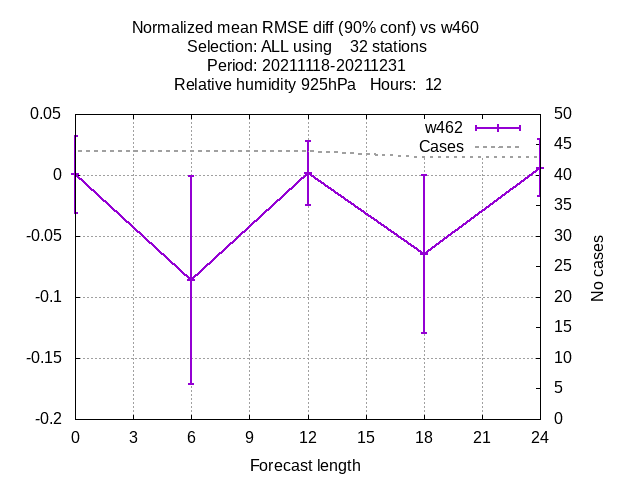 Normalized mean RMSE diff (90% conf) vs w460
Selection: ALL using 32 stations
Period: 20211118-20211231
Relative humidity 925hPa Hours: 12
w462
Cases
0.05
0
-0.05
-0.1
-0.15
-0.2
50
45
40
35
30
25
20
15
10
5
0
No cases
0 3 6 9 12 15 18 21 24
Forecast length